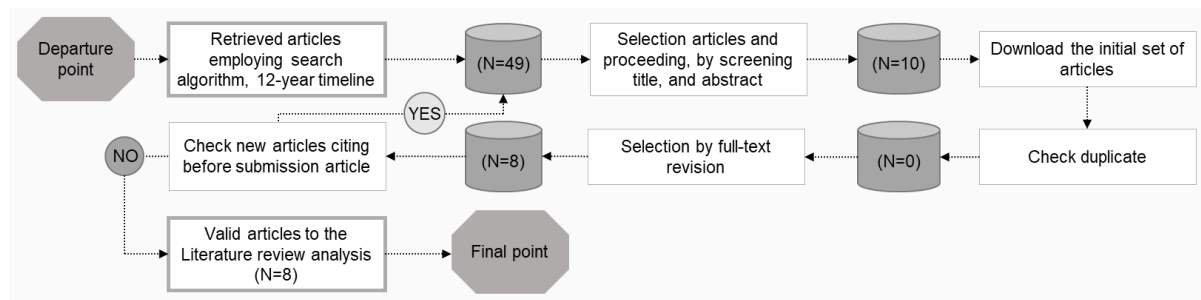 Departure
point
Retrieved articles
employing search
algorithm, 12-year timeline
(N=49)
Selection articles and
proceeding, by screening
title, and abstract
(N=10)
Download the initial set of
articles
Check duplicate
(N=0)
Selection by full-text
revision
(N=8)
Check new articles citing
before submission article
YES
NO
Valid articles to the
Literature review analysis
(N=8)
Final point